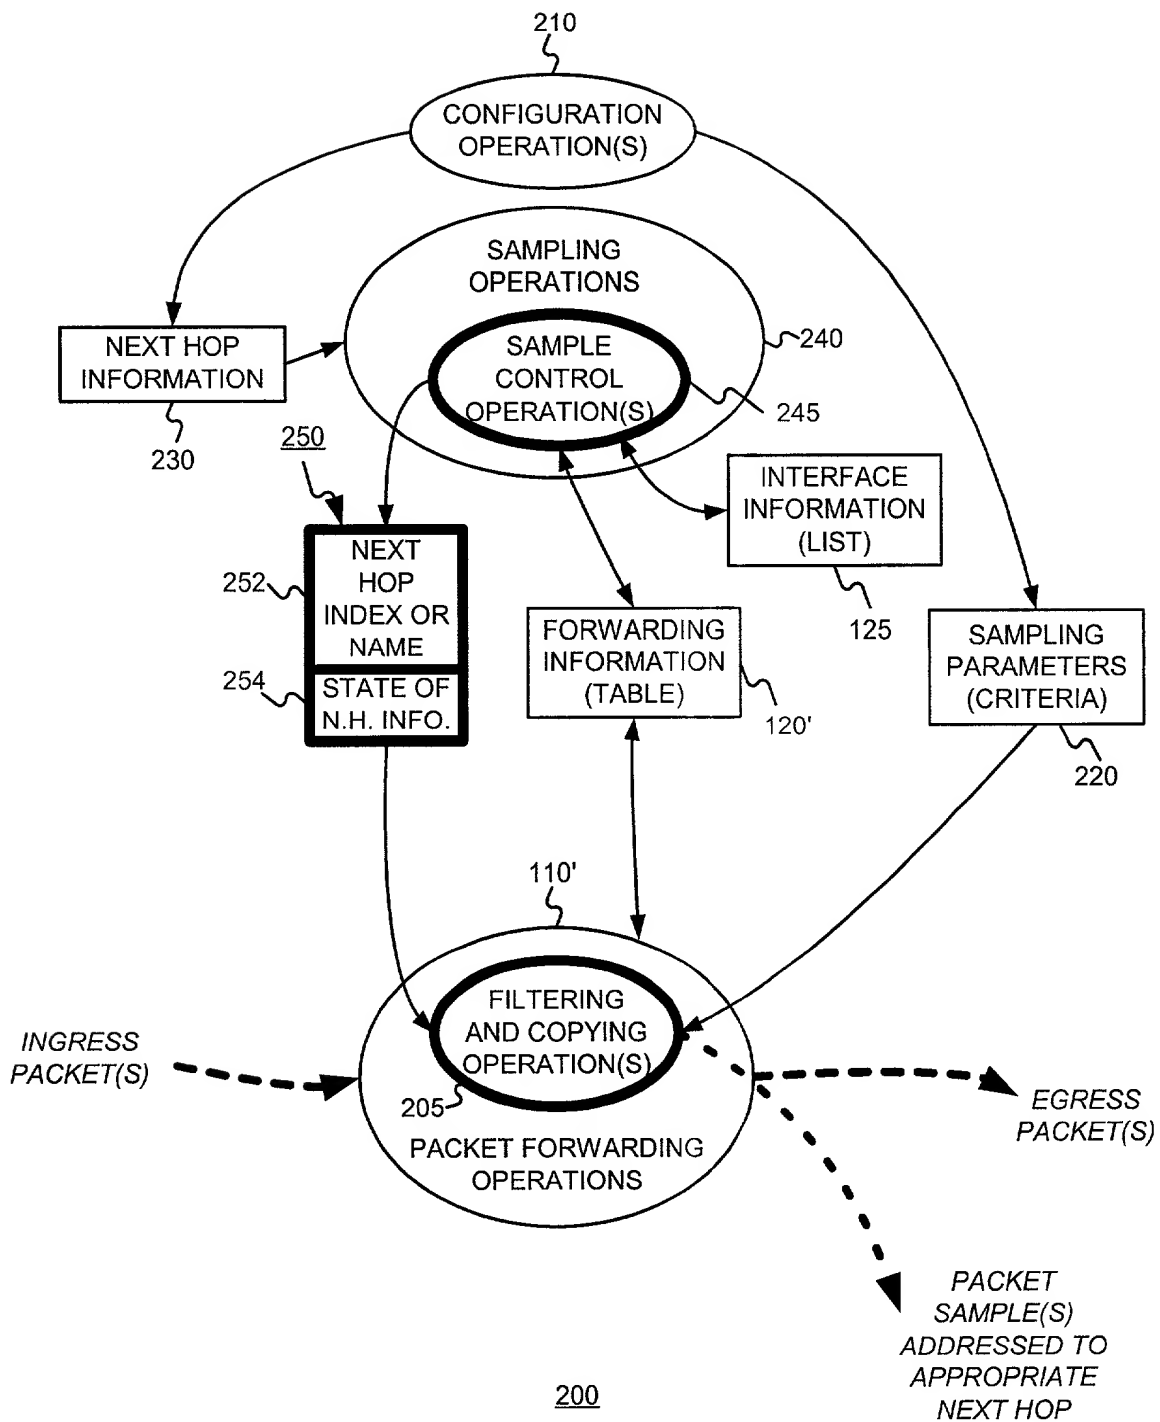 210
CONFIGURATION
OPERATION(S)
SAMPLING
OPERATIONS
240
NEXT HOP
INFORMATION
230
SAMPLE
CONTROL
OPERATION(S)
245
250
INTERFACE
INFORMATION
(LIST)
125
252
NEXT
HOP
INDEX OR
NAME
254
STATE OF
N.H. INFO.
FORWARDING
INFORMATION
(TABLE)
120'
SAMPLING
PARAMETERS
(CRITERIA)
220
110'
FILTERING
AND COPYING
OPERATION(S)
205
PACKET FORWARDING
OPERATIONS
INGRESS
PACKET(S)
EGRESS
PACKET(S)
PACKET
SAMPLE(S)
ADDRESSED TO
APPROPRIATE
NEXT HOP
200